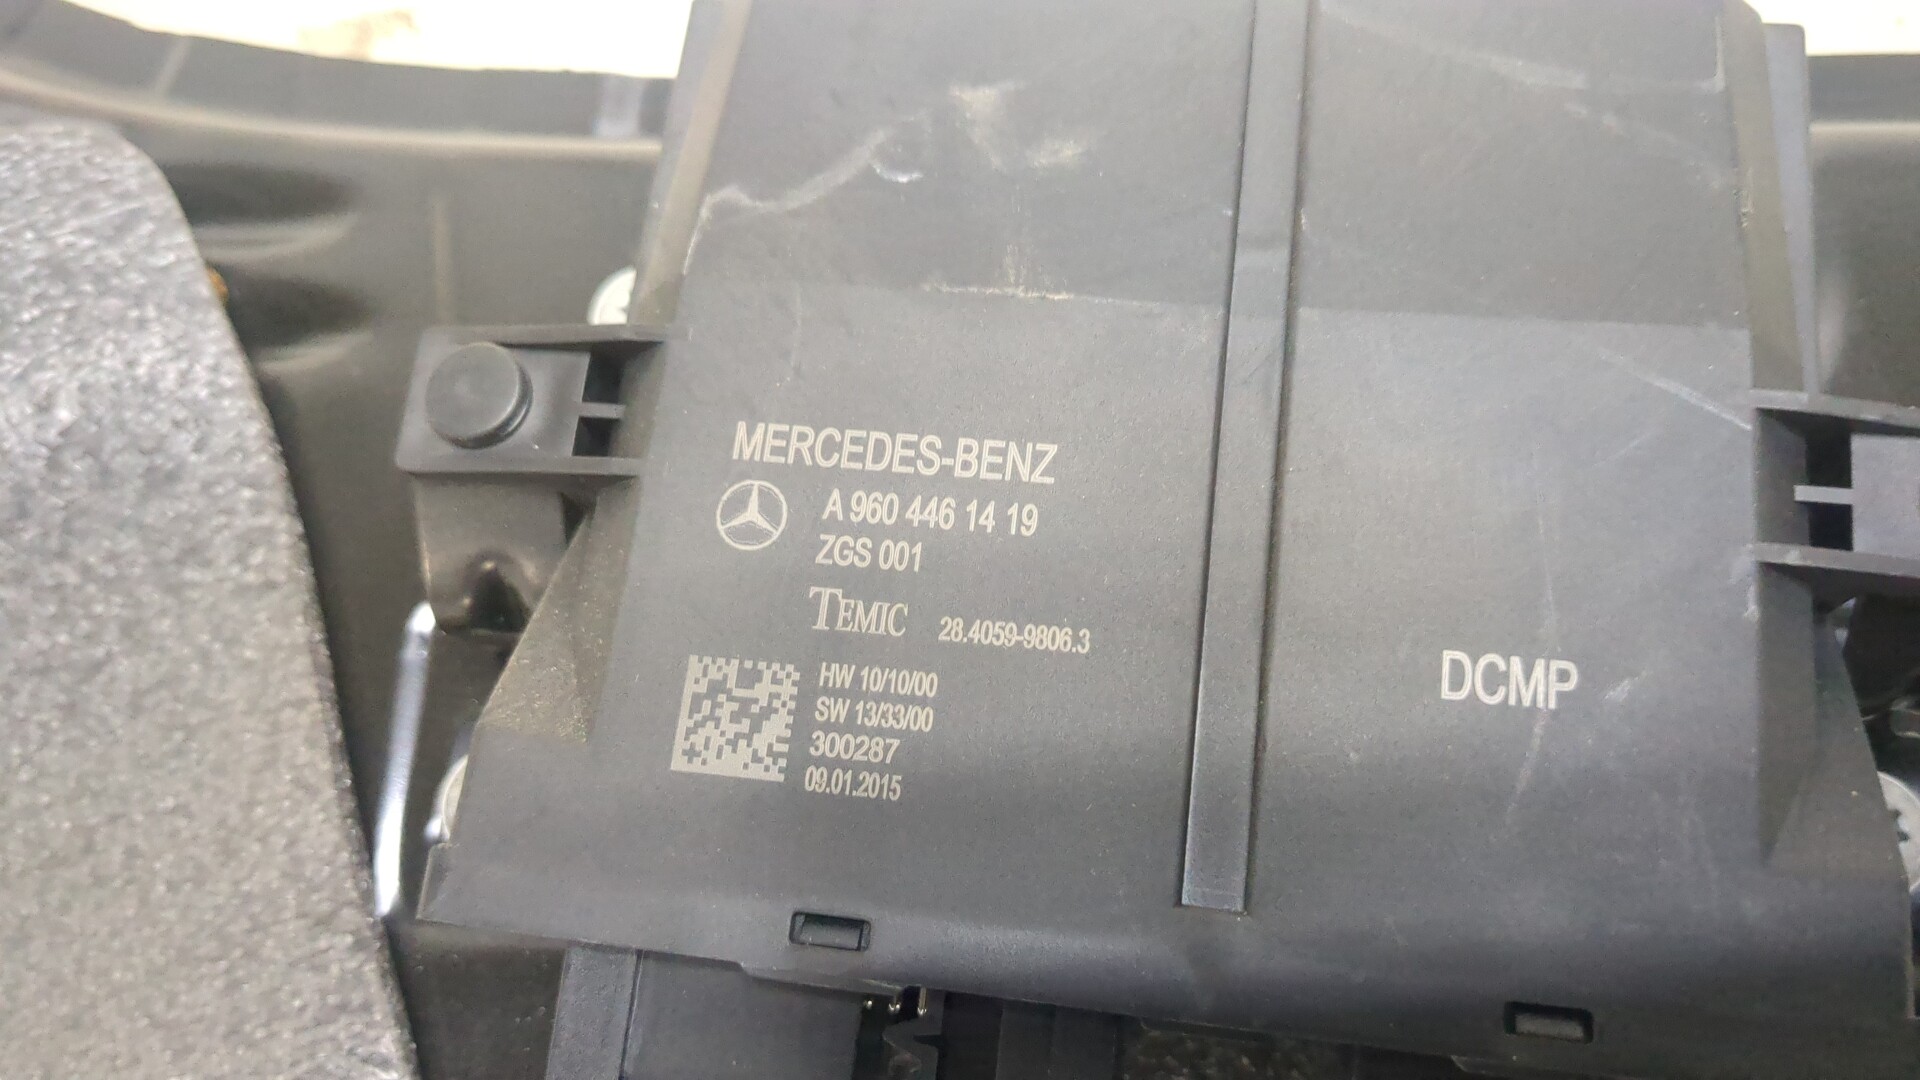 MERCEDES-BENZ
A 960 446 14 19
ZGS 001
TEMIC 28.4059-9806.3
HW 10/10/00
SW 13/33/00
300287
09.01.2015
DCMP